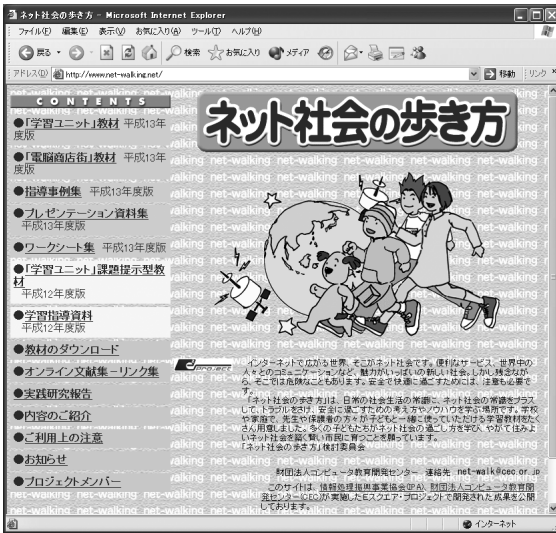 ネット社会の歩き方 - Microsoft Internet Explorer
ファイル(F) 編集(E) 表示(V) お気に入り(A) ツール(T) ヘルプ(H)
戻る 検索 お気に入り メディア
アドレス(D) http://www.net-walking.net/ 移動 リンク
CONTENTS
●「学習ユニット」教材 平成13年
度版
●「電脳商店街」教材 平成13年
度版
●指導事例集 平成13年度版
●プレゼンテーション資料集
平成13年度版
●ワークシート集 平成13年度版
●「学習ユニット」課題提示型教
材
平成12年度版
●学習指導資料
平成12年度版
●教材のダウンロード
●オンライン文献集-リンク集
●実践研究報告
●内容のご紹介
●ご利用上の注意
●お知らせ
●プロジェクトメンバー
ネット社会の歩き方
net-walking net-walking net-walking net-walking
Project
インターネットで広がる世界、そこがネット社会です。便利なサービス、世界中の
人々とのコミュニケーションなど、魅力がいっぱいの新しい社会。しかし残念なが
ら、そこでは危険なこともあります。安全で快適に過ごすためには、注意も必要で
す。
「ネット社会の歩き方」は、日常の社会生活の常識に、ネット社会の常識をプラス
して、トラブルをさけ、安全に過ごすための考え方やノウハウを学ぶ場所です。学校
や家庭で、先生や保護者の方々が子どもと一緒に使っていただける学習教材をたく
さん用意しました。多くの子どもたちがネット社会の過ごし方を学び、やがて住みよ
いネット社会を築く賢い市民に育つことを願っています。
「ネット社会の歩き方」検討委員会
財団法人コンピュータ教育開発センター 連絡先 net-walk@cec.or.jp
このサイトは、情報処理振興事業協会(IPA)、財団法人コンピュータ教育開
発センター(CEC)が実施したEスクエア・プロジェクトで開発された成果を公開
しております。
インターネット